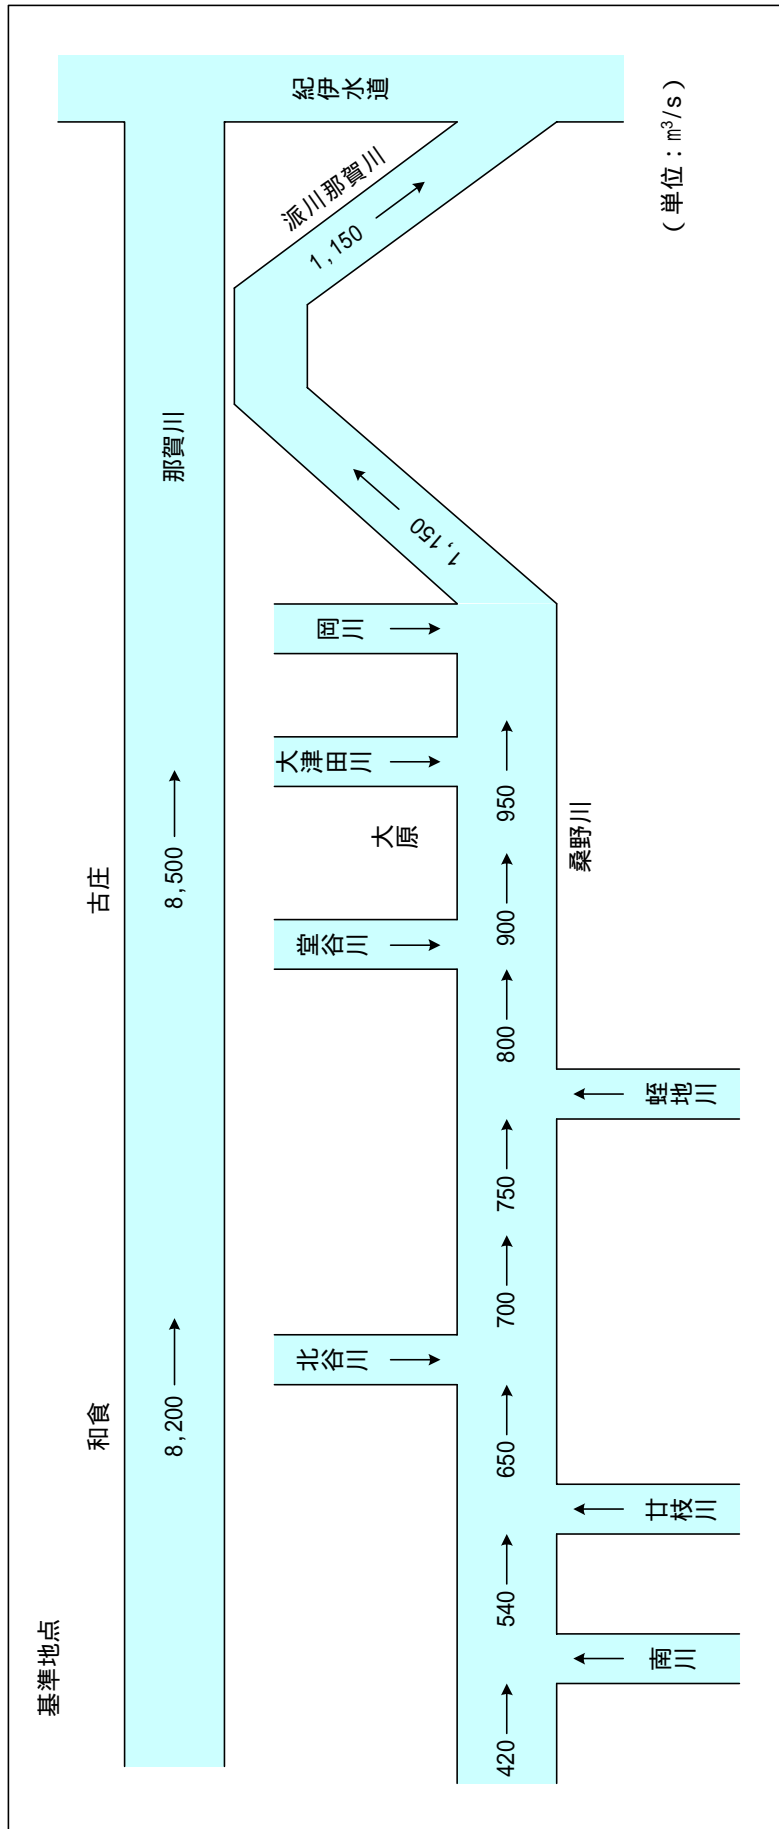 基準地点
和食
古庄
8,200
8,500
那賀川
紀伊水道
派川那賀川
1,150
1,150
北谷川
堂谷川
大津田川
岡川
大原
420
540
650
700
750
800
900
950
桑野川
南川
廿枝川
蛭地川
(単位:㎥/s)